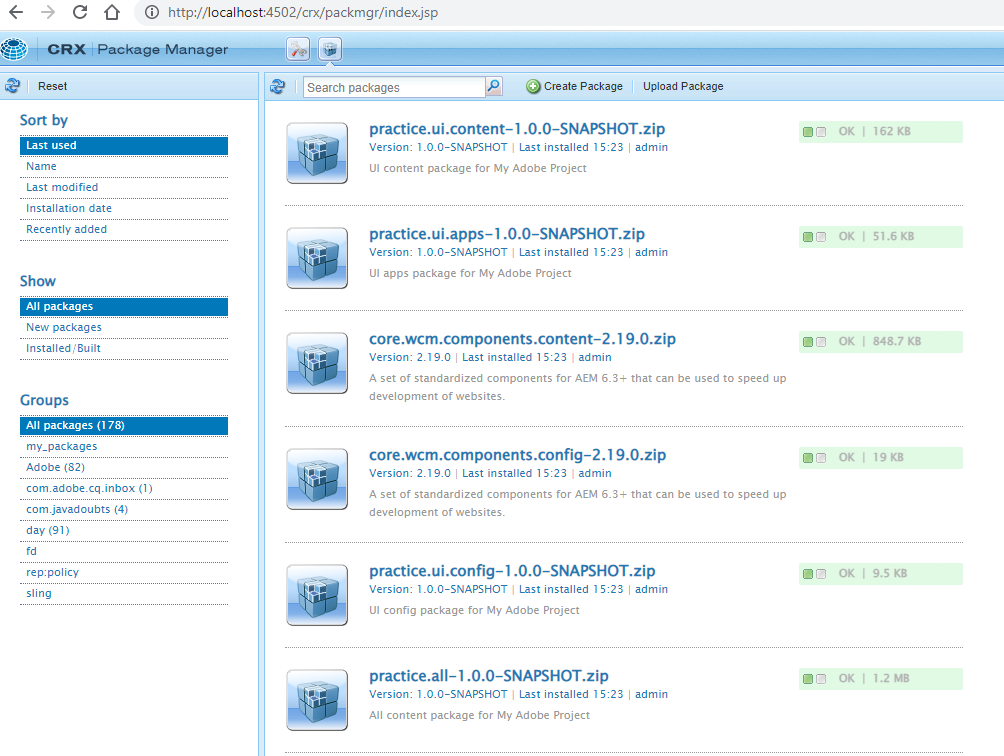 http://localhost:4502/crx/packmgr/index.jsp
CRX | Package Manager
Reset
Sort by
Last used
Name
Last modified
Installation date
Recently added
Show
All packages
New packages
Installed/Built
Groups
All packages (178)
my_packages
Adobe (82)
com.adobe.cq.inbox (1)
com.javadoubts (4)
day (91)
fd
rep:policy
sling
Search packages
Create Package
Upload Package
practice.ui.content-1.0.0-SNAPSHOT.zip
Version: 1.0.0-SNAPSHOT | Last installed 15:23 | admin
UI content package for My Adobe Project
OK | 162 KB
practice.ui.apps-1.0.0-SNAPSHOT.zip
Version: 1.0.0-SNAPSHOT | Last installed 15:23 | admin
UI apps package for My Adobe Project
OK | 51.6 KB
core.wcm.components.content-2.19.0.zip
Version: 2.19.0 | Last installed 15:23 | admin
A set of standardized components for AEM 6.3+ that can be used to speed up
development of websites.
OK | 848.7 KB
core.wcm.components.config-2.19.0.zip
Version: 2.19.0 | Last installed 15:23 | admin
A set of standardized components for AEM 6.3+ that can be used to speed up
development of websites.
OK | 19 KB
practice.ui.config-1.0.0-SNAPSHOT.zip
Version: 1.0.0-SNAPSHOT | Last installed 15:23 | admin
UI config package for My Adobe Project
OK | 9.5 KB
practice.all-1.0.0-SNAPSHOT.zip
Version: 1.0.0-SNAPSHOT | Last installed 15:23 | admin
All content package for My Adobe Project
OK | 1.2 MB